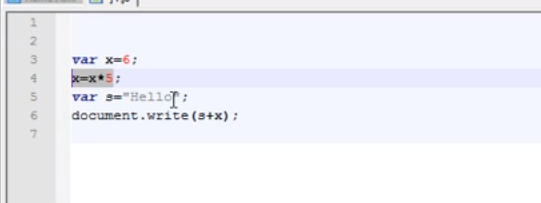 1
2
3 var x=6;
4 x=x*5;
5 var s="Hello";
6 document.write(s+x);
7